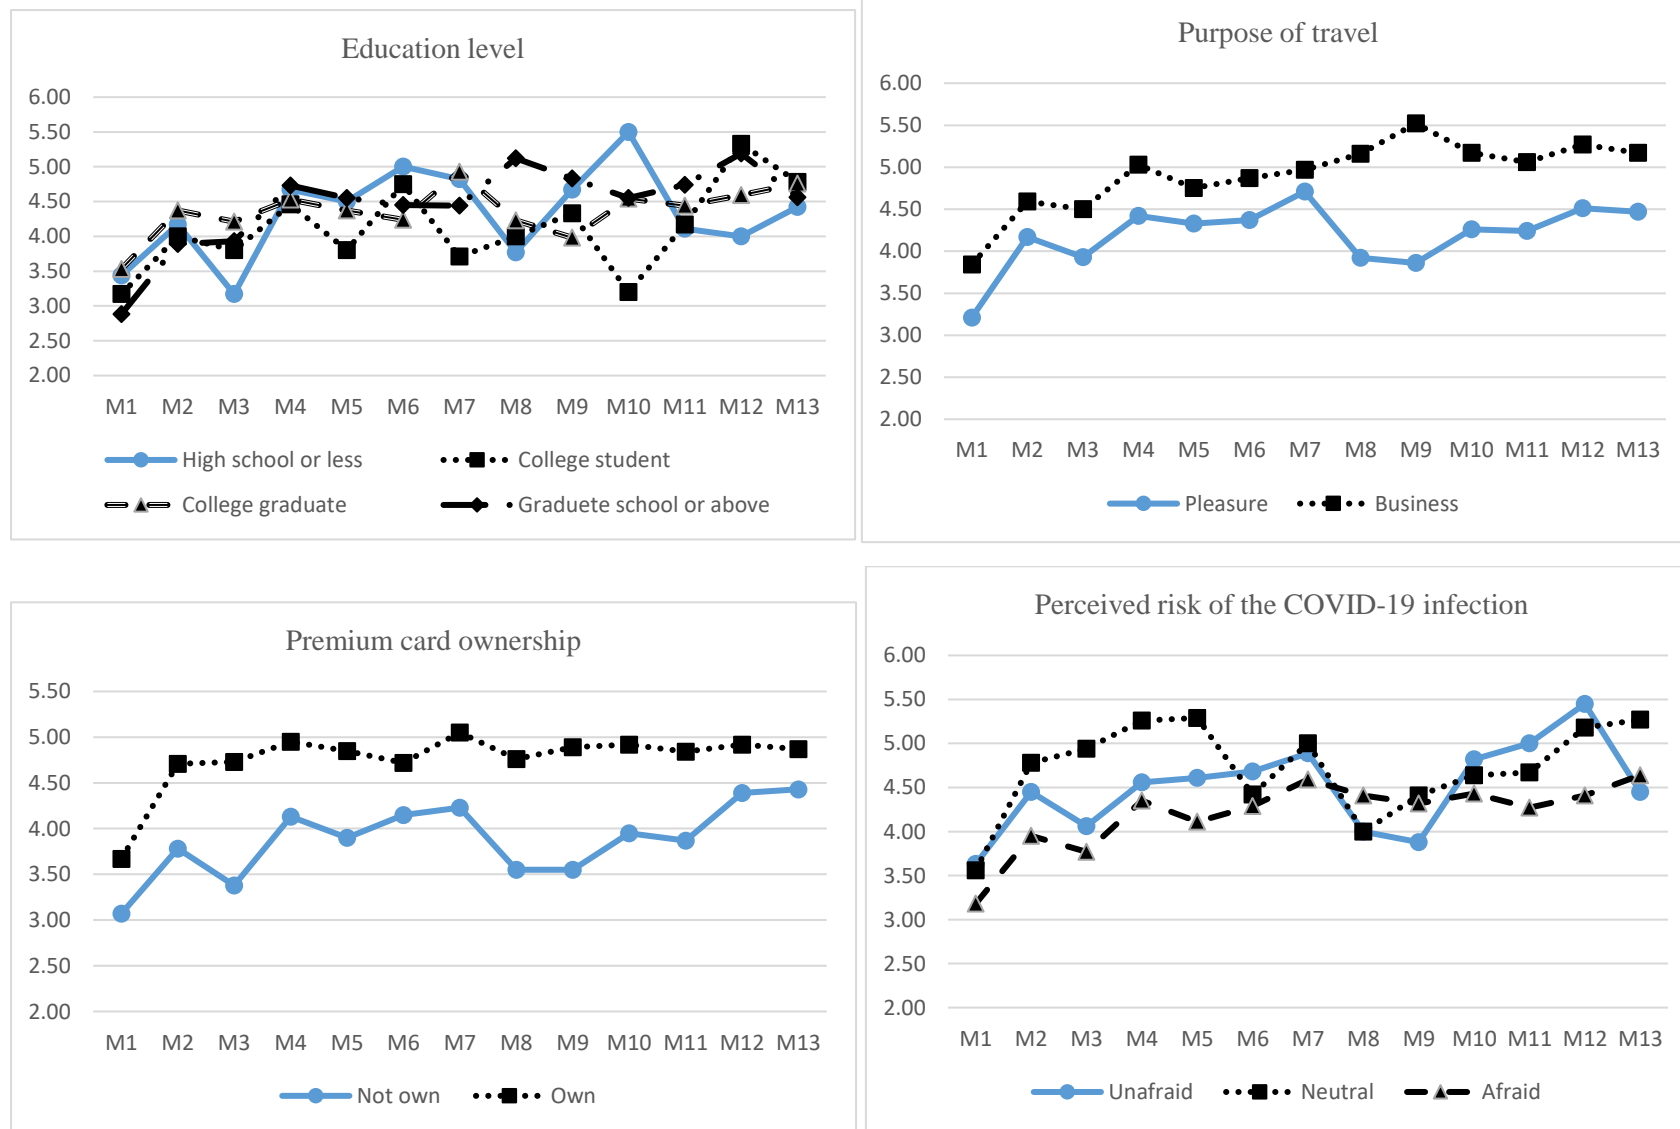 Education level
6.00
5.50
5.00
4.50
4.00
3.50
3.00
2.50
2.00
M1 M2 M3 M4 M5 M6 M7 M8 M9 M10 M11 M12 M13
High school or less College student
College graduate Graduete school or above
Purpose of travel
6.00
5.50
5.00
4.50
4.00
3.50
3.00
2.50
2.00
M1 M2 M3 M4 M5 M6 M7 M8 M9 M10 M11 M12 M13
Pleasure Business
Premium card ownership
5.50
5.00
4.50
4.00
3.50
3.00
2.50
2.00
M1 M2 M3 M4 M5 M6 M7 M8 M9 M10 M11 M12 M13
Not own Own
Perceived risk of the COVID-19 infection
6.00
5.50
5.00
4.50
4.00
3.50
3.00
2.50
2.00
M1 M2 M3 M4 M5 M6 M7 M8 M9 M10 M11 M12 M13
Unafraid Neutral Afraid